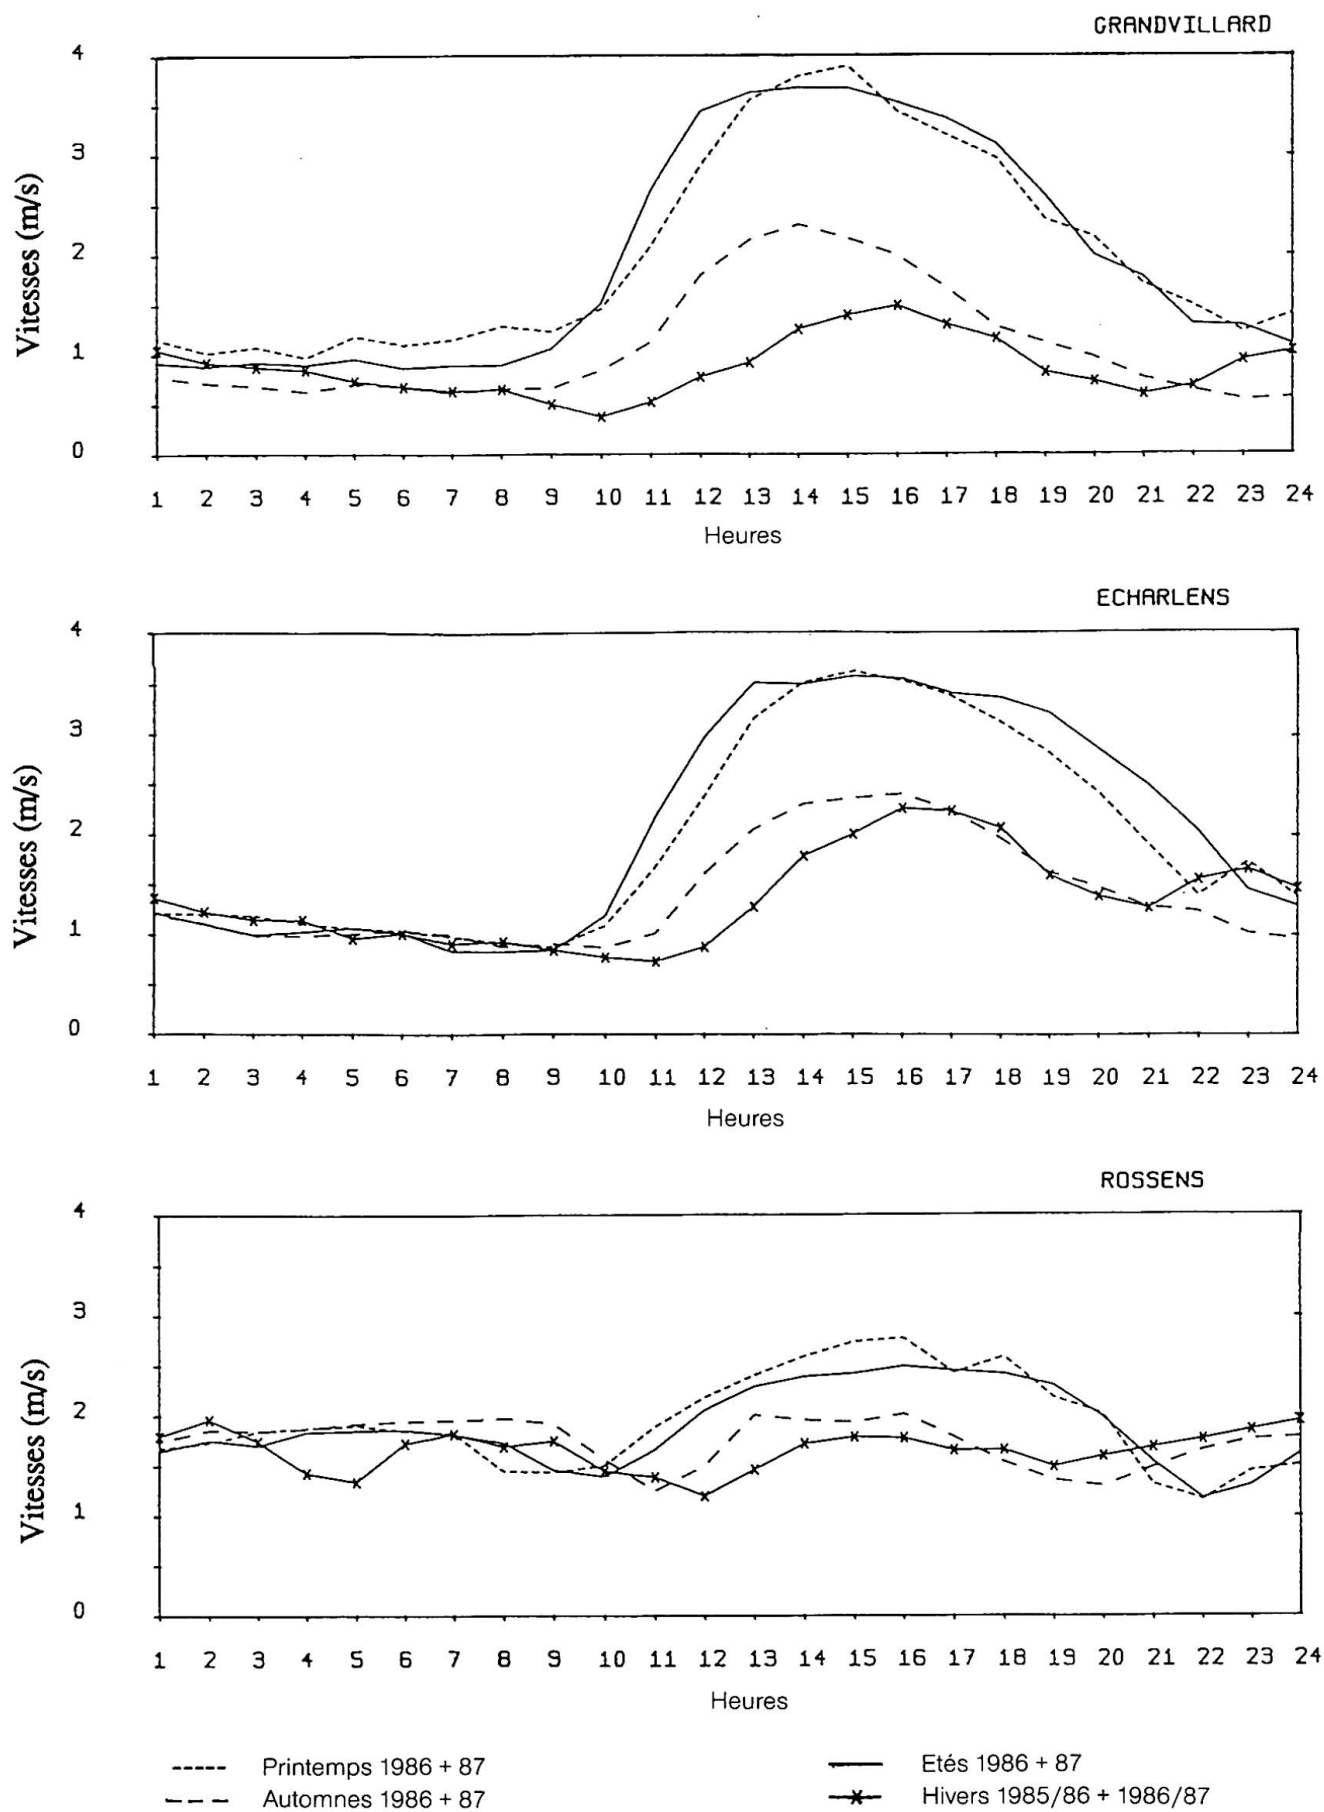 GRANDVILLARD
4
3
2
1
0
Vitesses (m/s)
1 2 3 4 5 6 7 8 9 10 11 12 13 14 15 16 17 18 19 20 21 22 23 24
Heures
ECHARLENS
4
3
2
1
0
Vitesses (m/s)
1 2 3 4 5 6 7 8 9 10 11 12 13 14 15 16 17 18 19 20 21 22 23 24
Heures
ROSSENS
4
3
2
1
0
Vitesses (m/s)
1 2 3 4 5 6 7 8 9 10 11 12 13 14 15 16 17 18 19 20 21 22 23 24
Heures
Printemps 1986 + 87
Etés 1986 + 87
Automnes 1986 + 87
Hivers 1985/86 + 1986/87